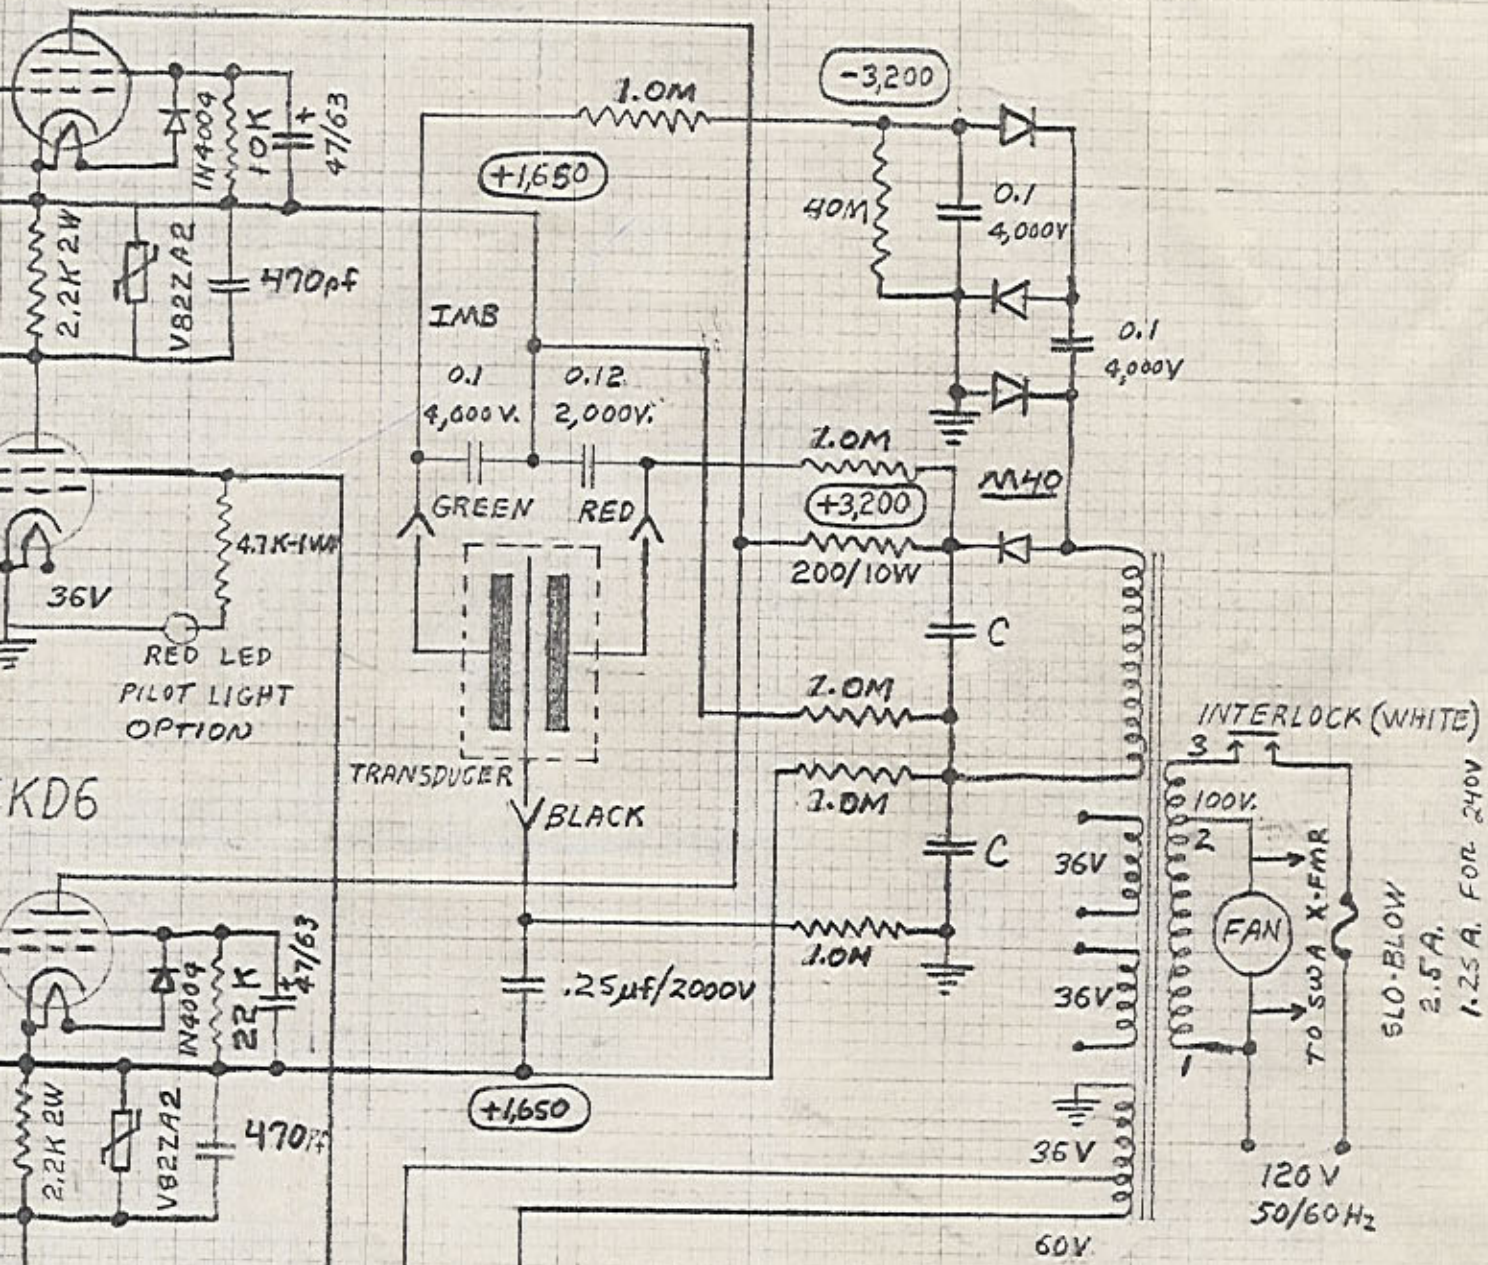 -3,200
1.0M
1N4004
10K
+
47/63
+1,650
40M
0.1
4,000V
2.2K 2W
V82ZA2
470pf
IMB
0.1
4,000V.
0.12
2,000V.
0.1
4,000V
1.0M
+3,200
M40
GREEN
RED
200/10W
4.7K-1W
36V
RED LED
PILOT LIGHT
OPTION
C
1.0M
INTERLOCK (WHITE)
3
TRANSDUCER
1.0M
100V.
2
KD6
BLACK
C
36V
FAN
TO SWA X-FMR
SLO-BLOW
2.5A.
1.25A. FOR 240V
1N4004
22K
47/63
1.0M
.25µf/2000V
36V
1
+1,650
2.2K 2W
V82ZA2
470pf
36V
120V
50/60Hz
60V